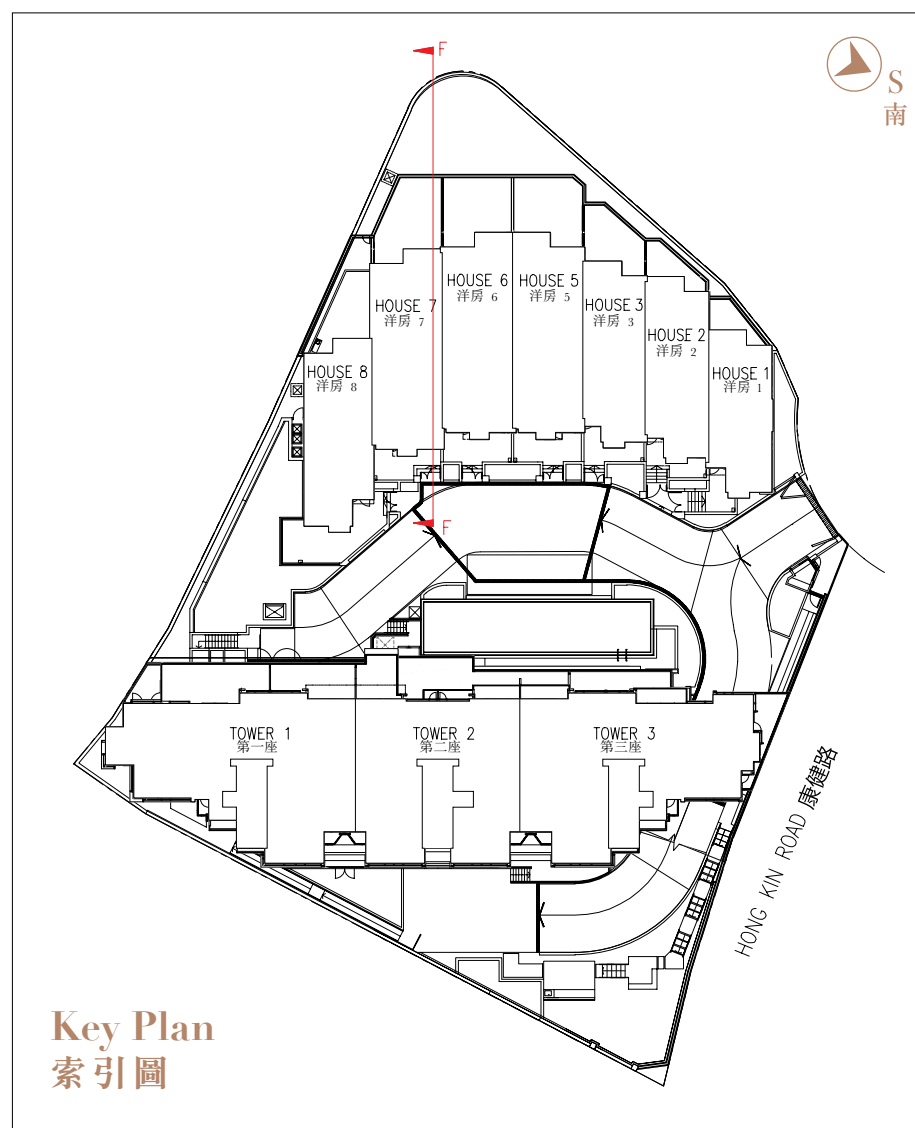 F
S
南
HOUSE 7
洋房 7
HOUSE 6
洋房 6
HOUSE 5
洋房 5
HOUSE 3
洋房 3
HOUSE 2
洋房 2
HOUSE 8
洋房 8
HOUSE 1
洋房 1
F
TOWER 1
第一座
TOWER 2
第二座
TOWER 3
第三座
HONG KIN ROAD 康健路
Key Plan
索引圖